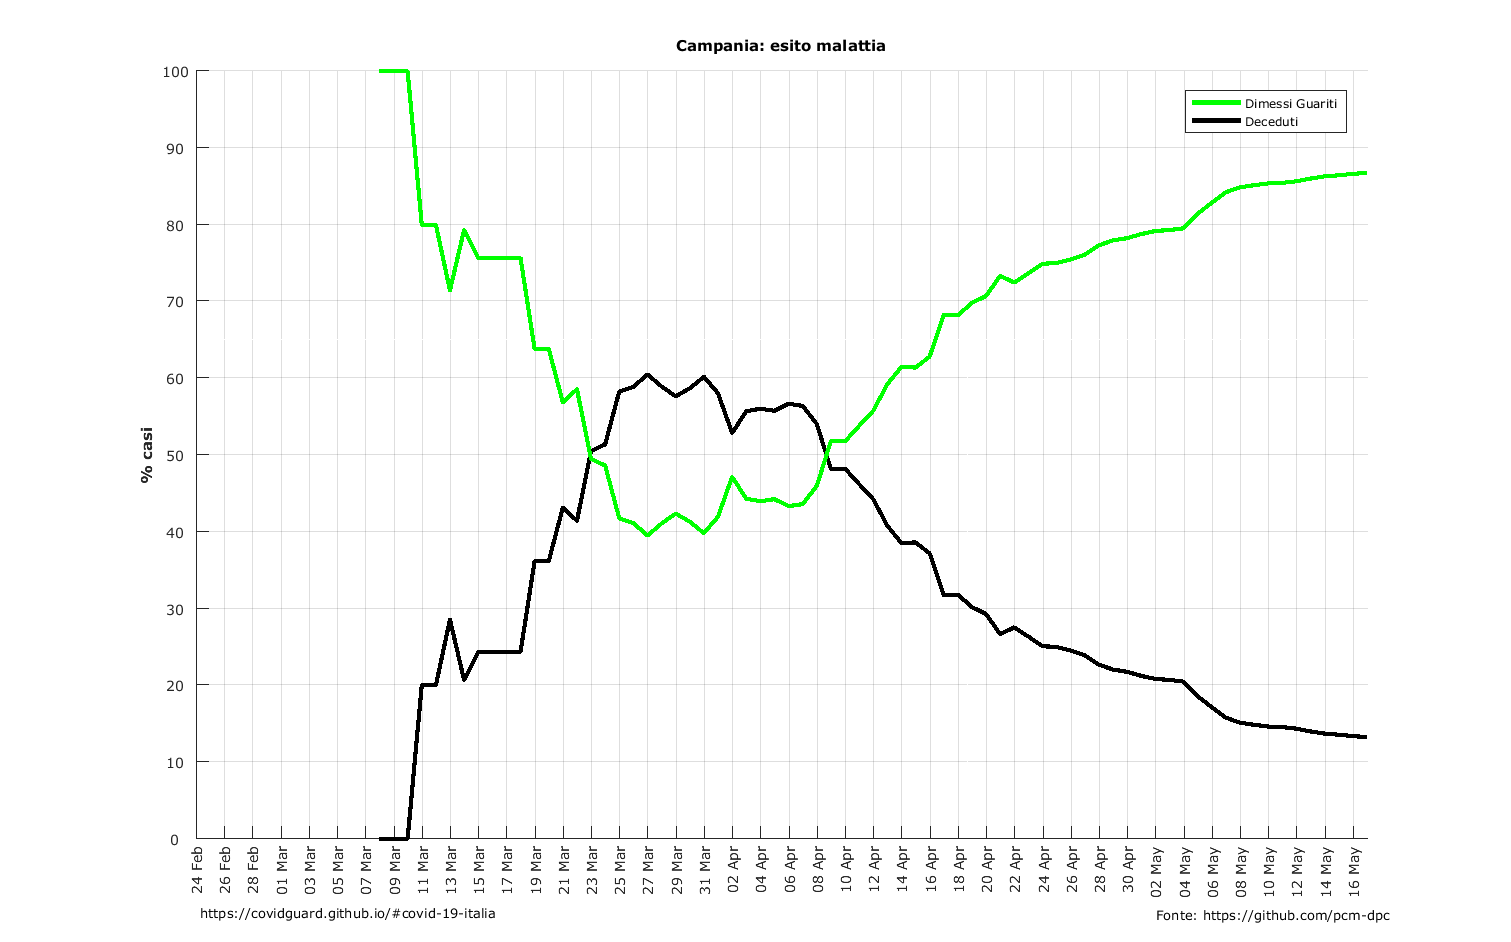 Campania: esito malattia
Dimessi Guariti
Deceduti
% casi
100
90
80
70
60
50
40
30
20
10
0
24 Feb
26 Feb
28 Feb
01 Mar
03 Mar
05 Mar
07 Mar
09 Mar
11 Mar
13 Mar
15 Mar
17 Mar
19 Mar
21 Mar
23 Mar
25 Mar
27 Mar
29 Mar
31 Mar
02 Apr
04 Apr
06 Apr
08 Apr
10 Apr
12 Apr
14 Apr
16 Apr
18 Apr
20 Apr
22 Apr
24 Apr
26 Apr
28 Apr
30 Apr
02 May
04 May
06 May
08 May
10 May
12 May
14 May
16 May
https://covidguard.github.io/#covid-19-italia
Fonte: https://github.com/pcm-dpc